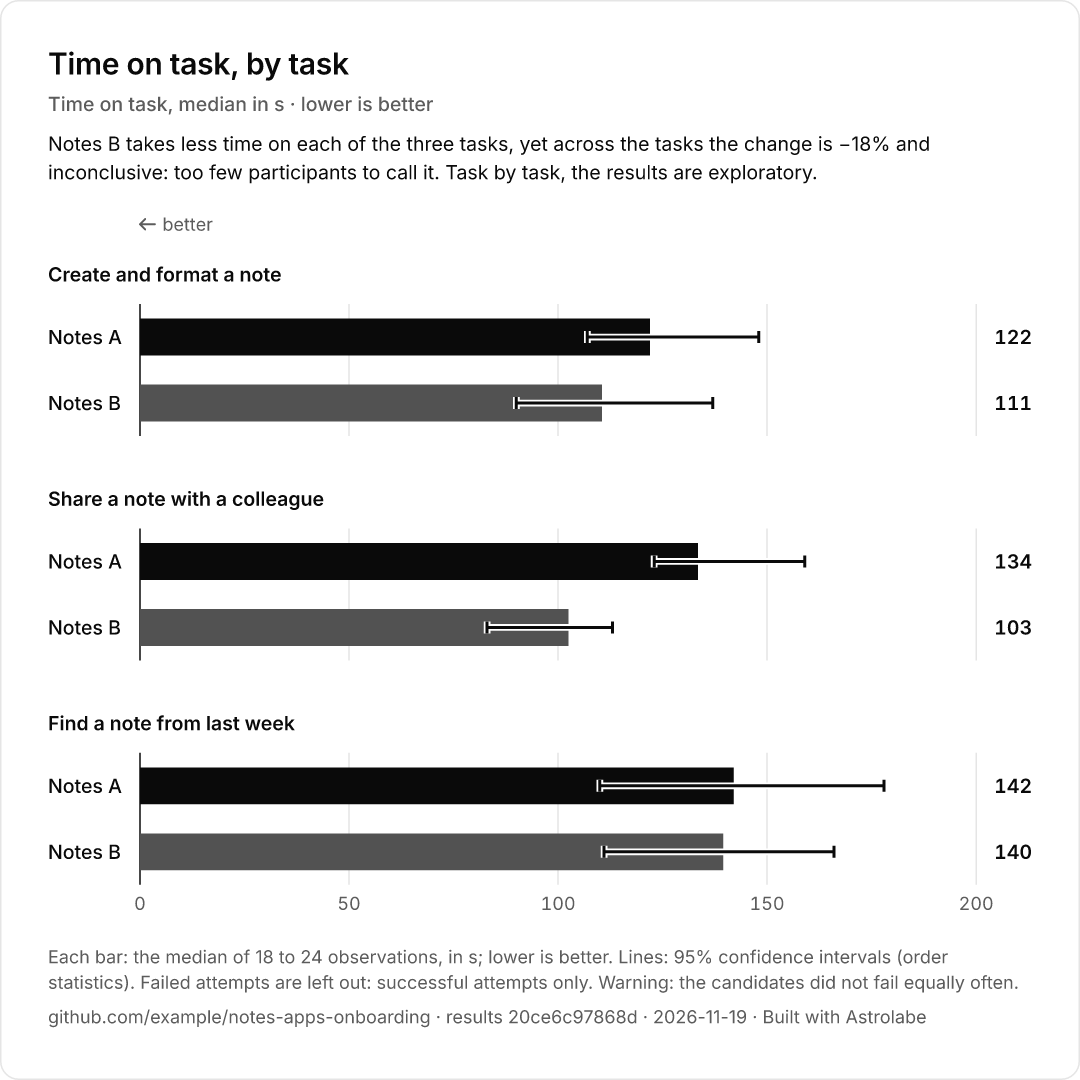 Time on task, by task
Time on task, median in s · lower is better
Notes B takes less time on each of the three tasks, yet across the tasks the change is −18% and
inconclusive: too few participants to call it. Task by task, the results are exploratory.
← better
Create and format a note
Notes A 122
Notes B 111
Share a note with a colleague
Notes A 134
Notes B 103
Find a note from last week
Notes A 142
Notes B 140
0 50 100 150 200
Each bar: the median of 18 to 24 observations, in s; lower is better. Lines: 95% confidence intervals (order
statistics). Failed attempts are left out: successful attempts only. Warning: the candidates did not fail equally often.
github.com/example/notes-apps-onboarding · results 20ce6c97868d · 2026-11-19 · Built with Astrolabe